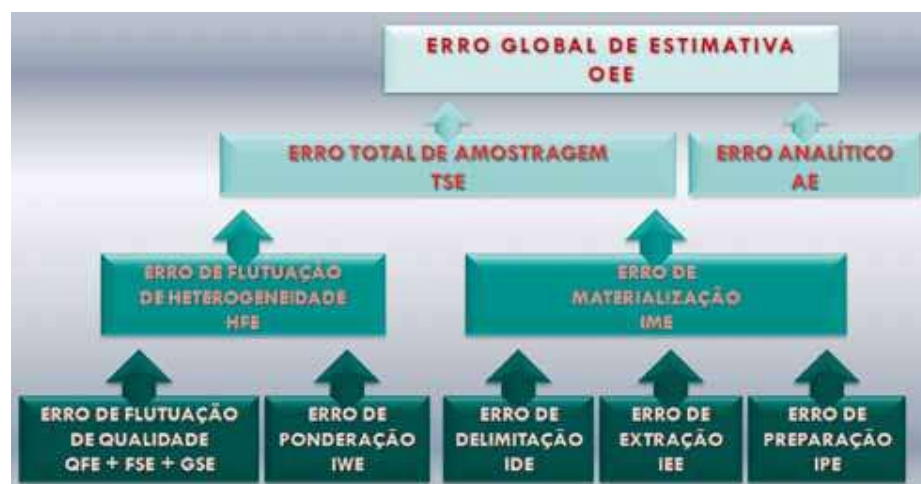 ERRO GLOBAL DE ESTIMATIVA
OEE
ERRO TOTAL DE AMOSTRAGEM
TSE
ERRO ANALÍTICO
AE
ERRO DE FLUTUAÇÃO
DE HETEROGENEIDADE
HFE
ERRO DE
MATERIALIZAÇÃO
IME
ERRO DE FLUTUAÇÃO
DE QUALIDADE
QFE + FSE + GSE
ERRO DE
PONDERAÇÃO
IWE
ERRO DE
DELIMITAÇÃO
IDE
ERRO DE
EXTRAÇÃO
IEE
ERRO DE
PREPARAÇÃO
IPE